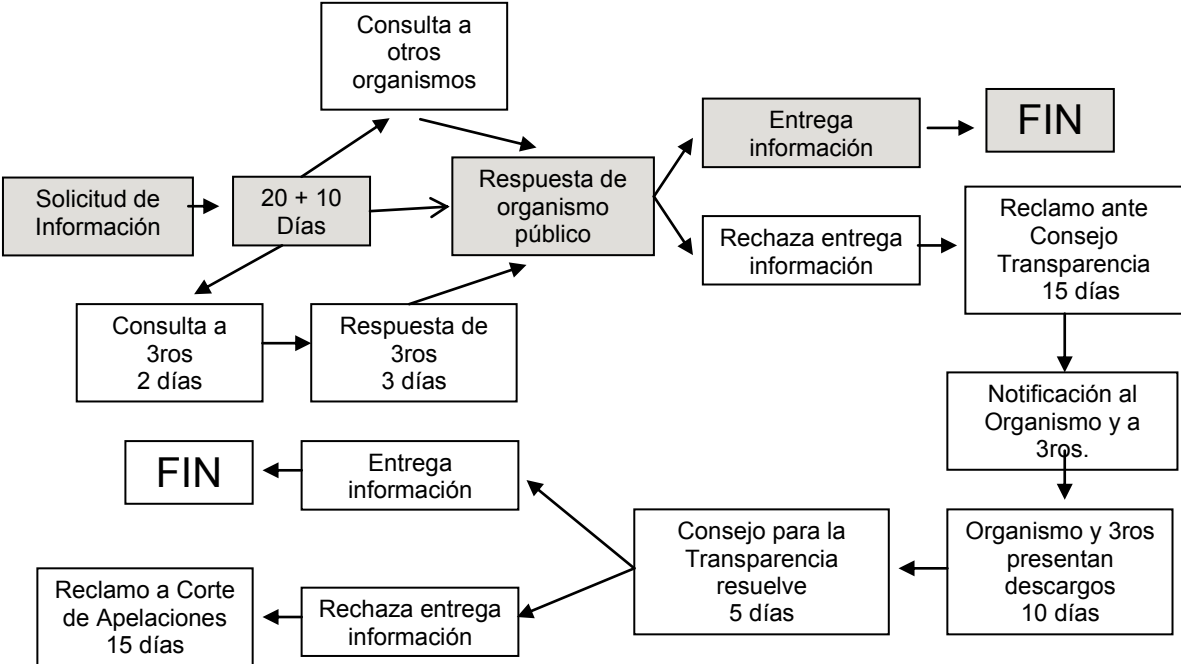 Consulta a
otros
organismos
Entrega
información
FIN
Solicitud de
Información
20 + 10
Días
Respuesta de
organismo
público
Rechaza entrega
información
Reclamo ante
Consejo
Transparencia
15 días
Consulta a
3ros
2 días
Respuesta de
3ros
3 días
Notificación al
Organismo y a
3ros.
FIN
Entrega
información
Consejo para la
Transparencia
resuelve
5 días
Organismo y 3ros
presentan
descargos
10 días
Reclamo a Corte
de Apelaciones
15 días
Rechaza entrega
información